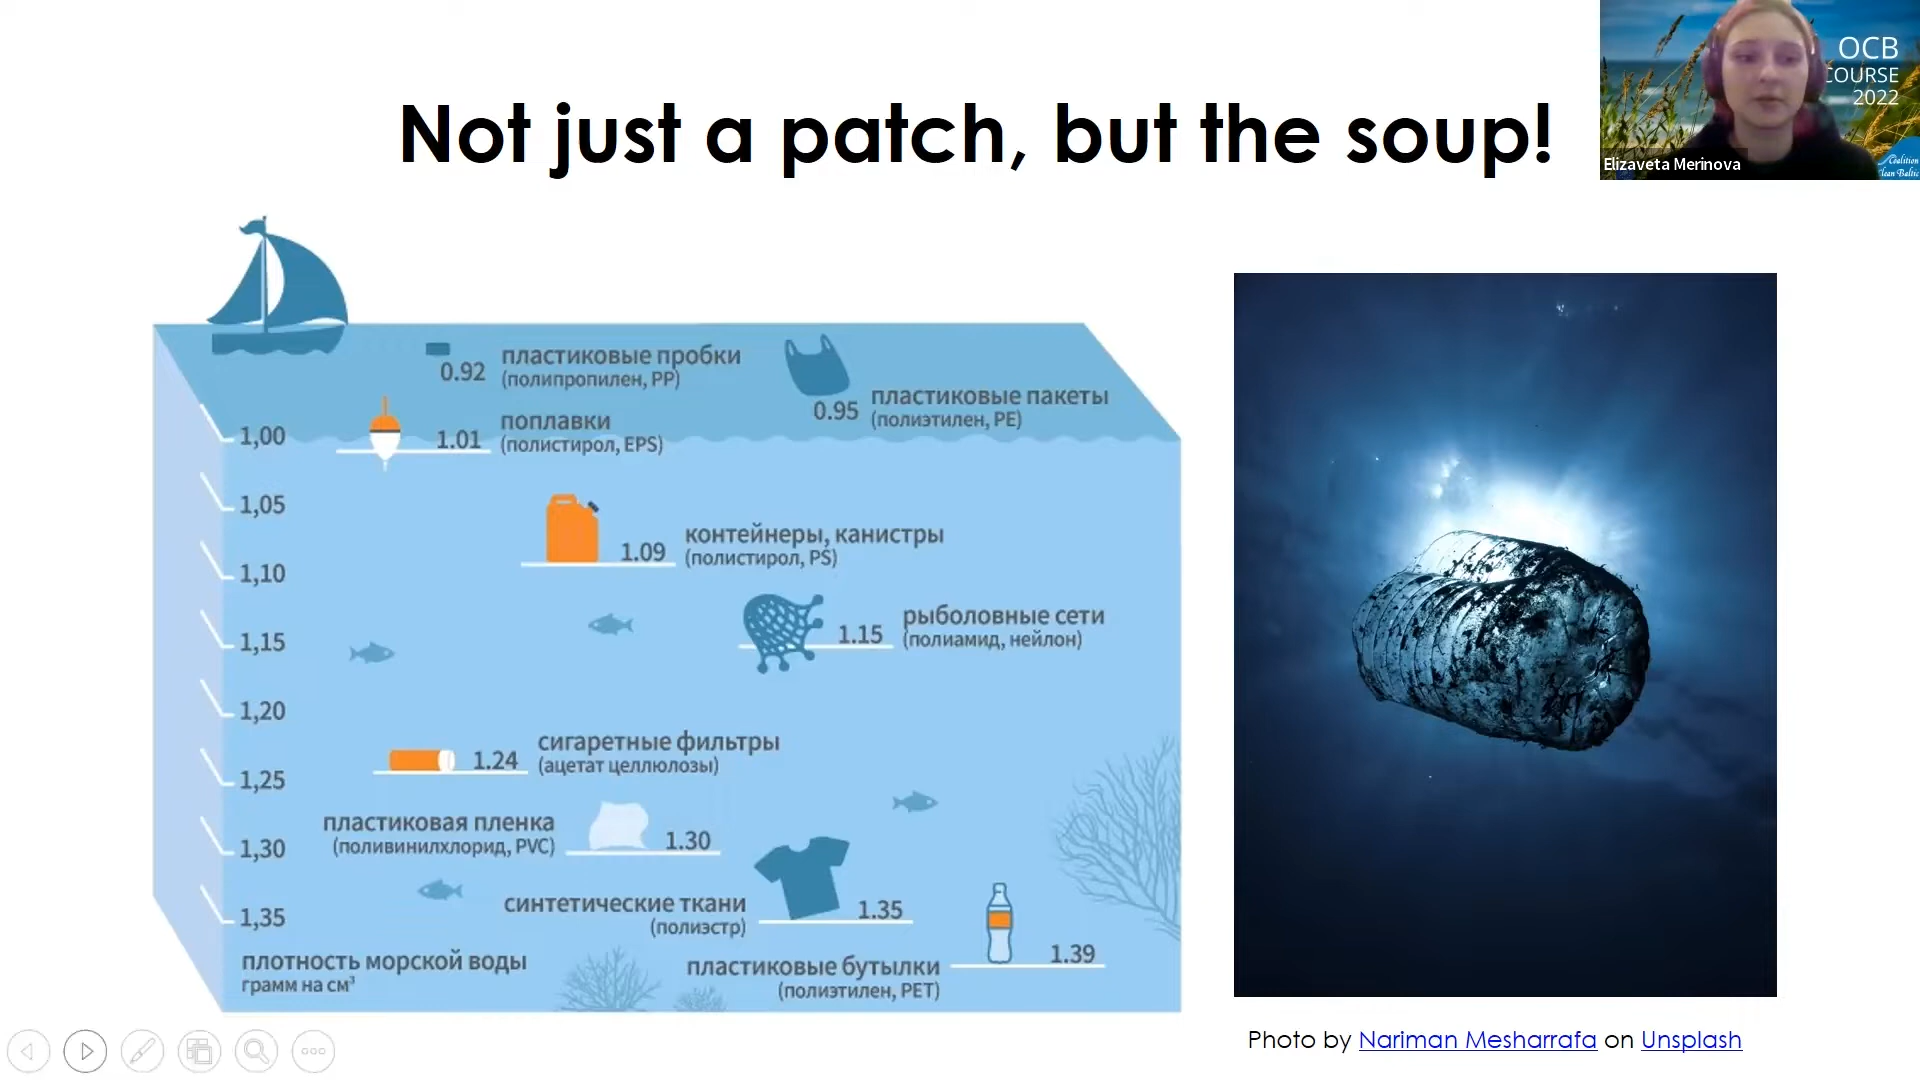 Not just a patch, but the soup!
OCB
COURSE
2022
Elizaveta Merinova
Coalition
Clean Baltic
0.92
пластиковые пробки
(полипропилен, PP)
0.95
пластиковые пакеты
(полиэтилен, PE)
1,00
1.01
поплавки
(полистирол, EPS)
1,05
1.09
контейнеры, канистры
(полистирол, PS)
1,10
1.15
рыболовные сети
(полиамид, нейлон)
1,15
1,20
1.24
сигаретные фильтры
(ацетат целлюлозы)
1,25
пластиковая пленка
(поливинилхлорид, PVC)
1.30
1,30
синтетические ткани
(полиэстр)
1.35
1,35
пластиковые бутылки
(полиэтилен, PET)
1.39
плотность морской воды
грамм на см³
Photo by Nariman Mesharrafa on Unsplash